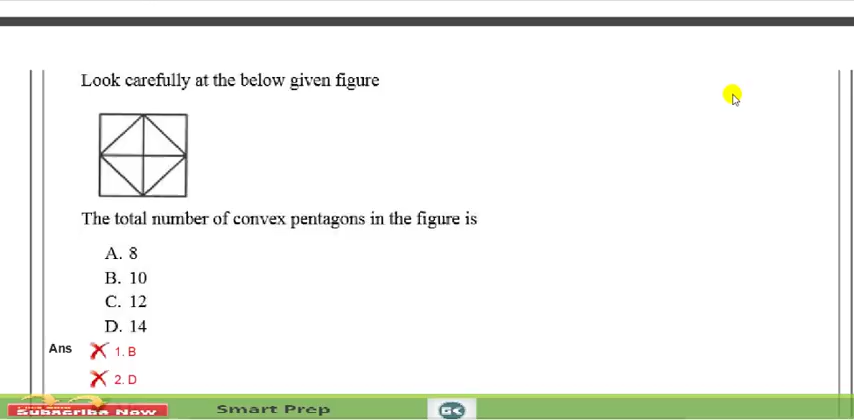 Look carefully at the below given figure
The total number of convex pentagons in the figure is
A. 8
B. 10
C. 12
D. 14
Ans
1. B
2. D
Subscribe Now
Smart Prep
GK